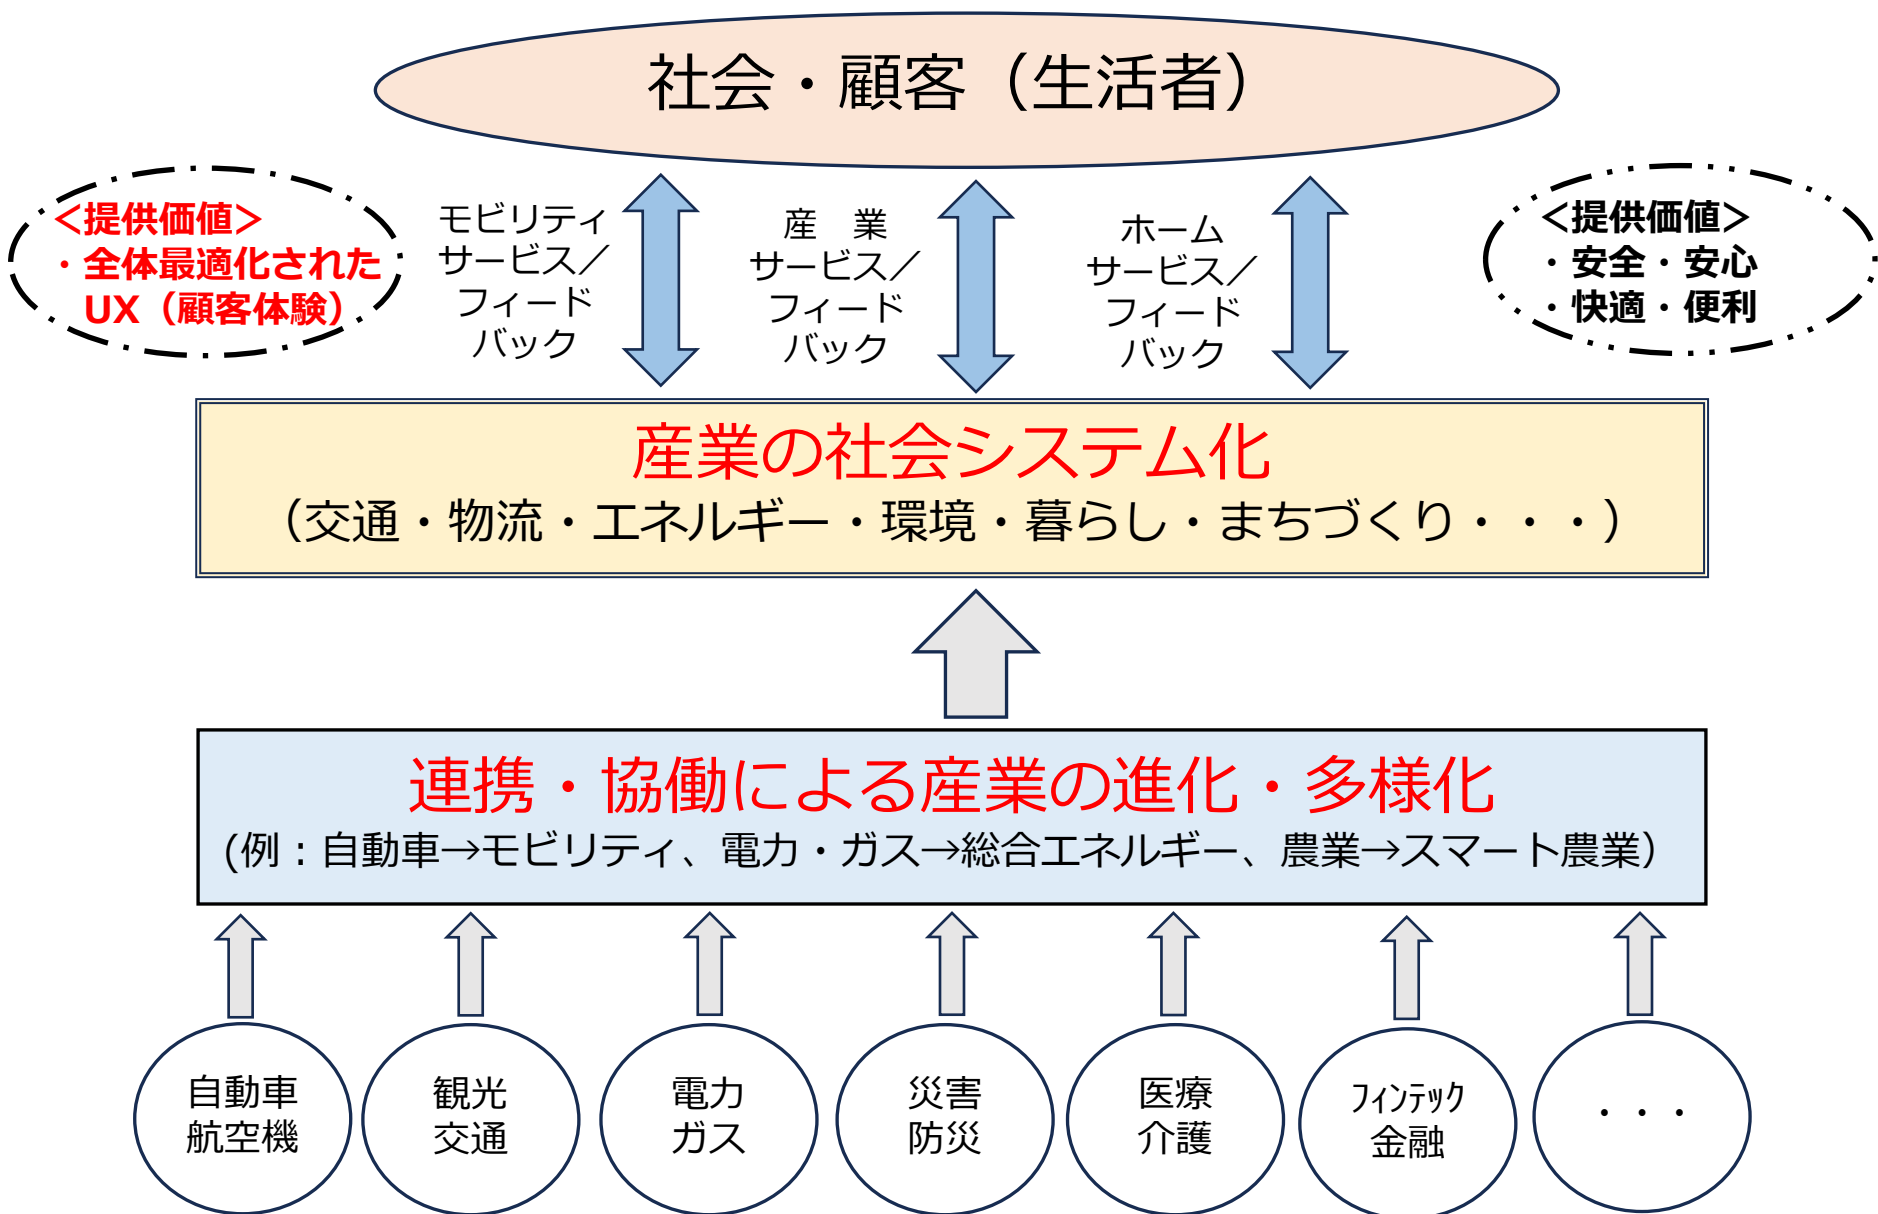 社会・顧客（生活者）
＜提供価値＞
・全体最適化された
UX（顧客体験）
モビリティ
サービス／
フィード
バック
産　業
サービス／
フィード
バック
ホーム
サービス／
フィード
バック
＜提供価値＞
・安全・安心
・快適・便利
産業の社会システム化
（交通・物流・エネルギー・環境・暮らし・まちづくり・・・）
連携・協働による産業の進化・多様化
(例：自動車→モビリティ、電力・ガス→総合エネルギー、農業→スマート農業）
自動車
航空機
観光
交通
電力
ガス
災害
防災
医療
介護
ﾌｨﾝﾃｯｸ
金融
・・・